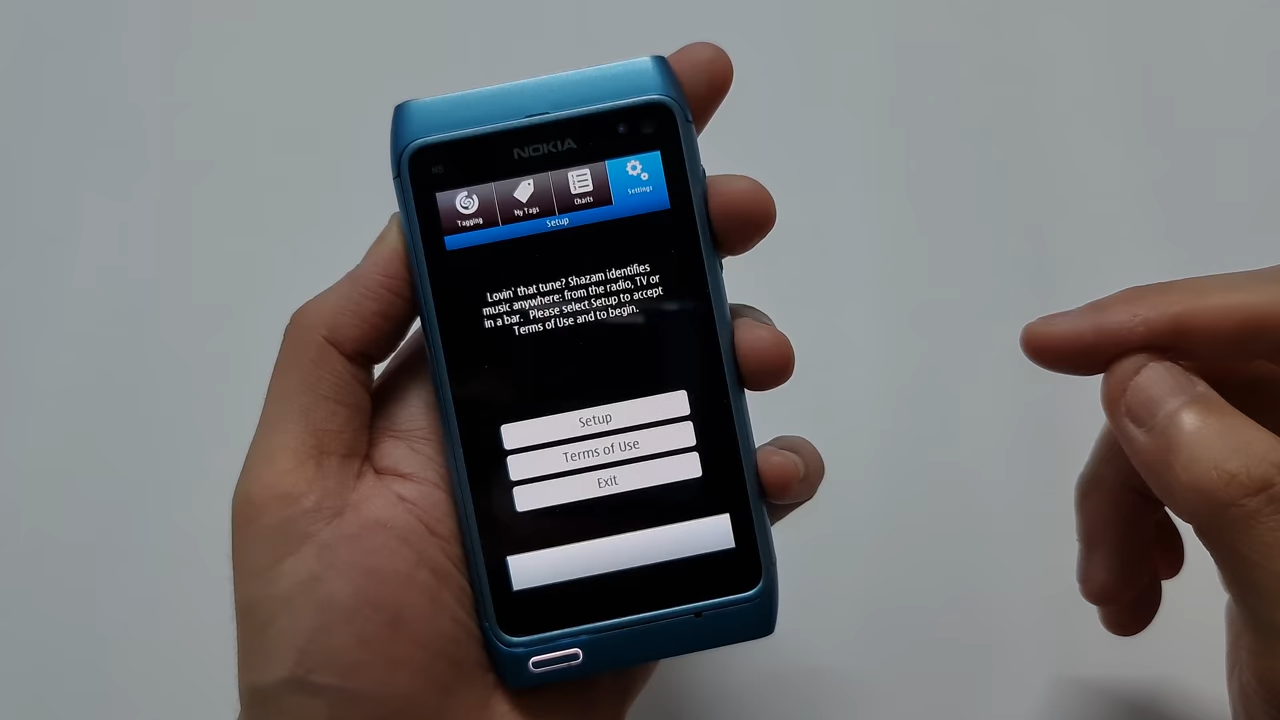 NOKIA
N8
Tagging
My Tags
Charts
Settings
Setup
Lovin' that tune? Shazam identifies
music anywhere: from the radio, TV or
in a bar. Please select Setup to accept
Terms of Use and to begin.
Setup
Terms of Use
Exit